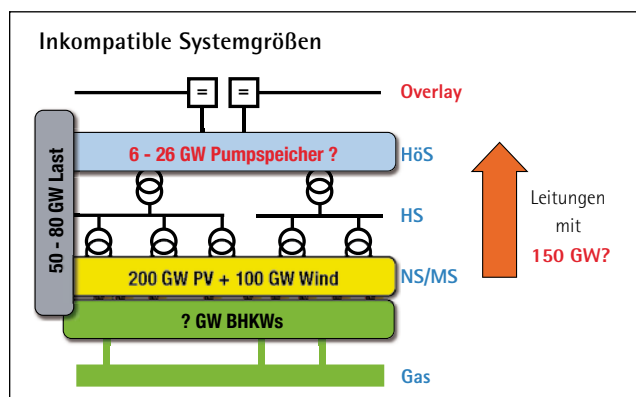 Inkompatible Systemgrößen
= =
Overlay
6 - 26 GW Pumpspeicher ?
HöS
50 - 80 GW Last
HS
Leitungen
mit
150 GW?
200 GW PV + 100 GW Wind
NS/MS
? GW BHKWs
Gas